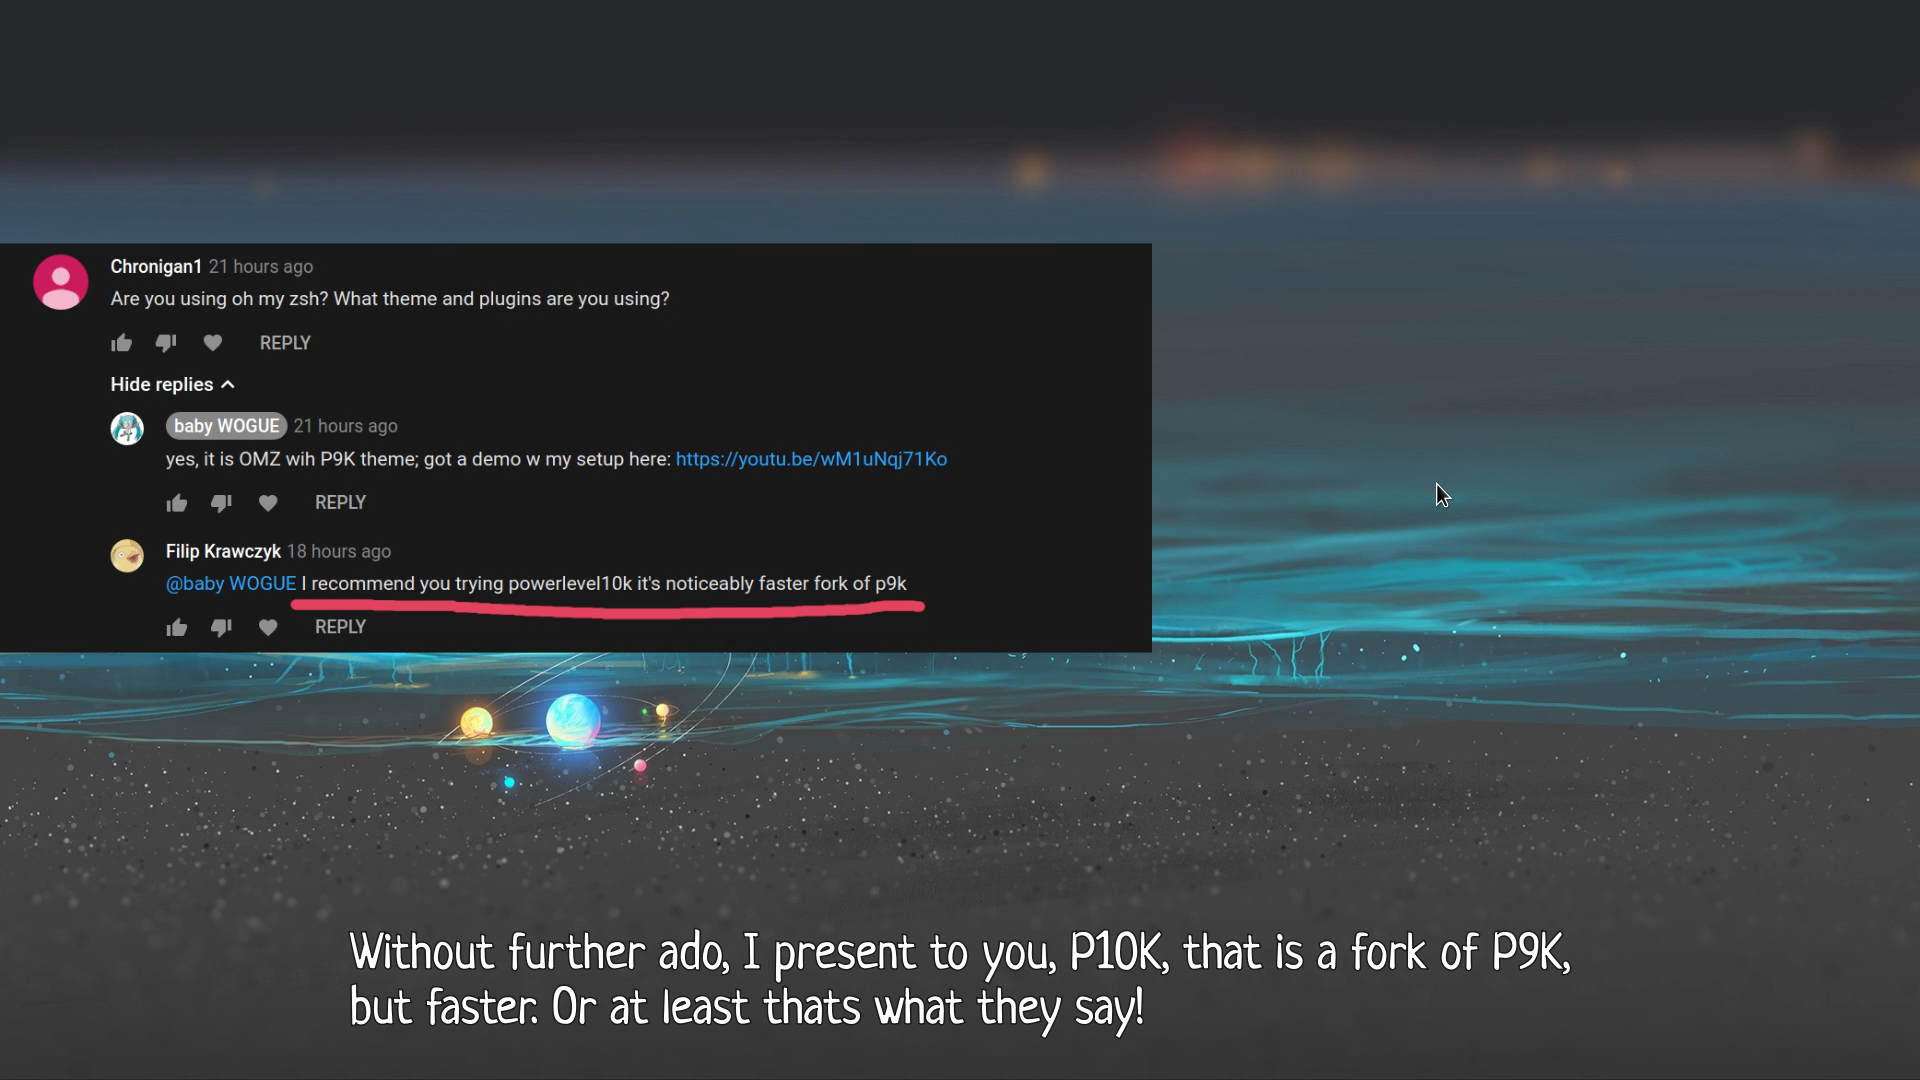 Chronigan1 21 hours ago
Are you using oh my zsh? What theme and plugins are you using?
REPLY
Hide replies
baby WOGUE 21 hours ago
yes, it is OMZ wih P9K theme; got a demo w my setup here: https://youtu.be/wM1uNqj71Ko
REPLY
Filip Krawczyk 18 hours ago
@baby WOGUE I recommend you trying powerlevel10k it's noticeably faster fork of p9k
REPLY
Without further ado, I present to you, P10K, that is a fork of P9K,
but faster. Or at least thats what they say!